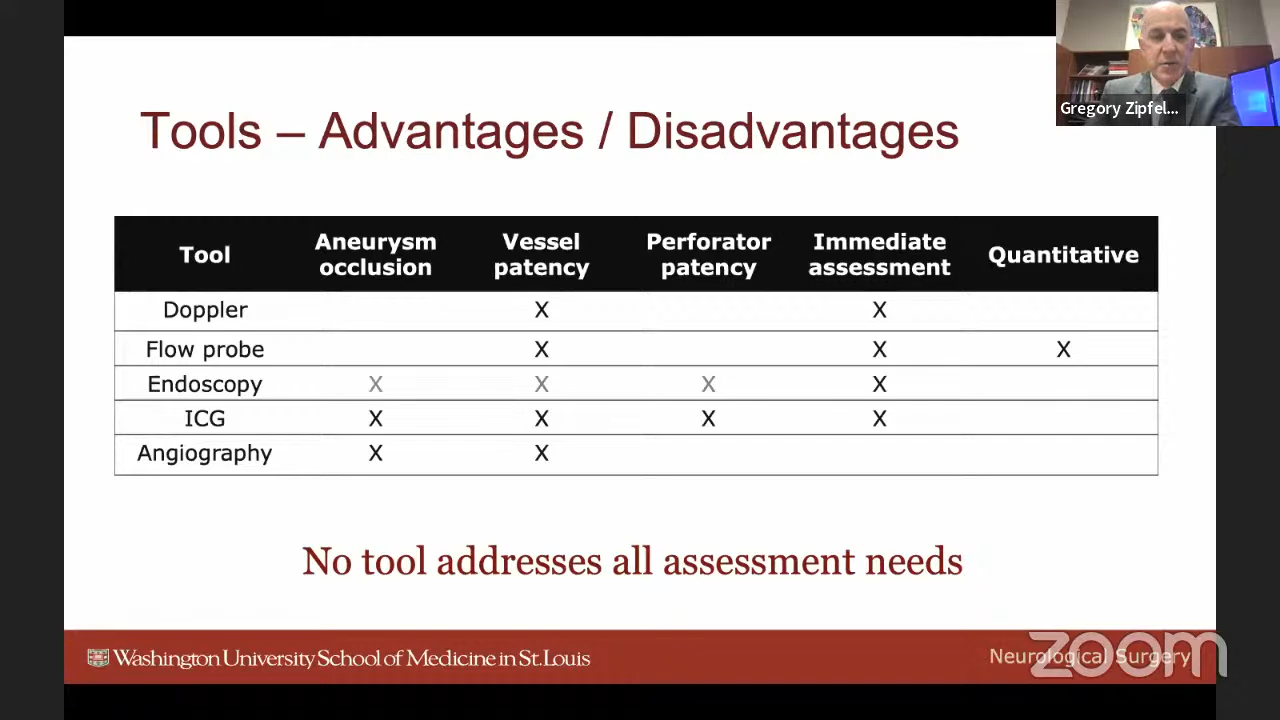 Gregory Zipfel...
Tools – Advantages / Disadvantages
Tool Aneurysm occlusion Vessel patency Perforator patency Immediate assessment Quantitative
Doppler X X
Flow probe X X X
Endoscopy X X X X
ICG X X X X
Angiography X X
No tool addresses all assessment needs
Washington University School of Medicine in St. Louis
Neurological Surgery
zoom